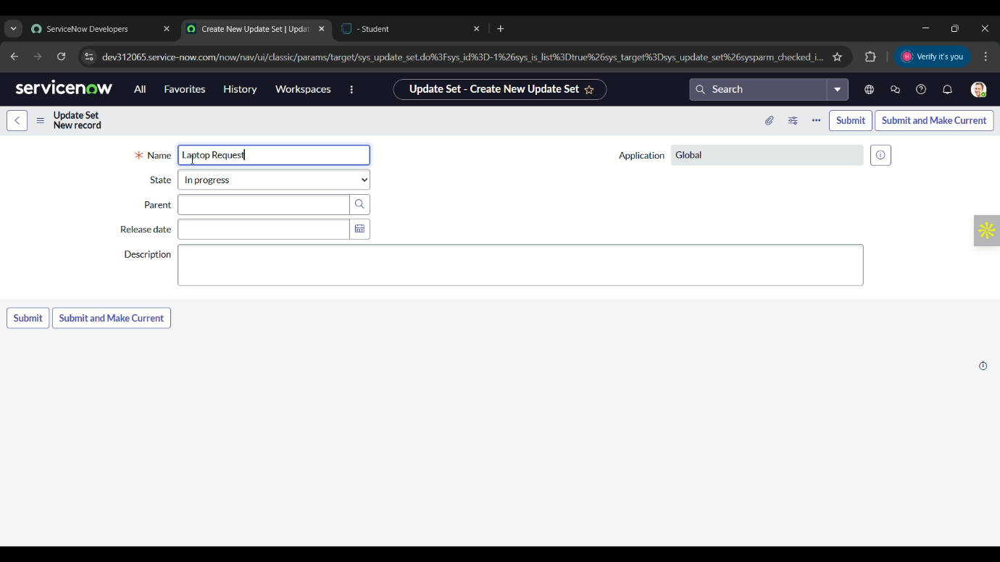 ServiceNow Developers
Create New Update Set | Updat
- Student
dev312065.service-now.com/now/nav/ui/classic/params/target/sys_update_set.do%3Fsys_id%3D-1%26sys_is_list%3Dtrue%26sys_target%3Dsys_update_set%26sysparm_checked_i...
Verify it's you
servicenow All Favorites History Workspaces
Update Set - Create New Update Set
Search
Update Set
New record
Submit
Submit and Make Current
Name Laptop Request
Application Global
State In progress
Parent
Release date
Description
Submit
Submit and Make Current